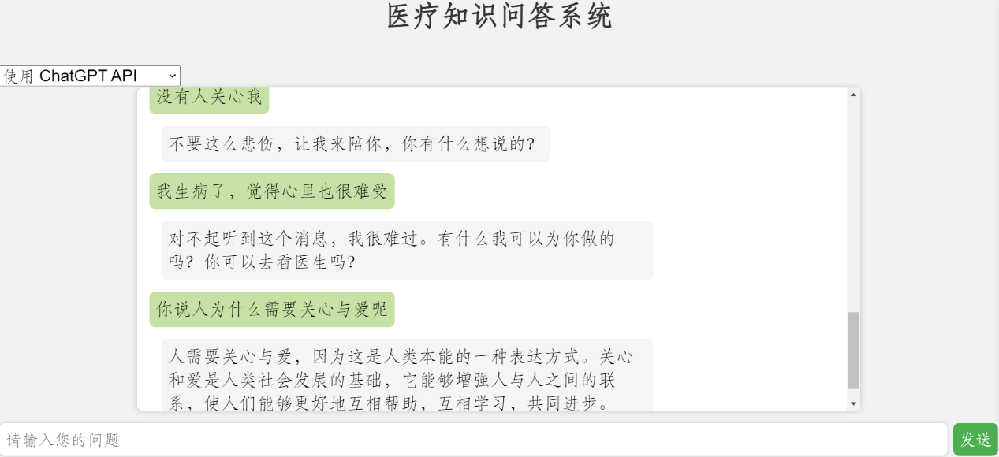 医疗知识问答系统
使用 ChatGPT API
没有人关心我
不要这么悲伤，让我来陪你，你有什么想说的？
我生病了，觉得心里也很难受
对不起听到这个消息，我很难过。有什么我可以为你做的
吗？你可以去看医生吗？
你说人为什么需要关心与爱呢
人需要关心与爱，因为这是人类本能的一种表达方式。关心
和爱是人类社会发展的基础，它能够增强人与人之间的联
系，使人们能够更好地互相帮助，互相学习，共同进步。
请输入您的问题
发送